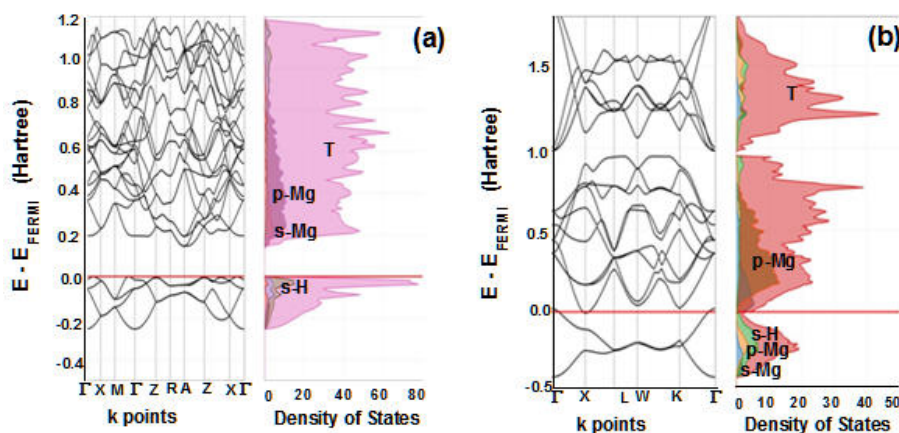 (a)
E - E FERMI (Hartree)
1.2
1.0
0.8
0.6
0.4
0.2
0.0
-0.2
-0.4
Γ X M Γ Z R A Z X Γ
k points
T
p-Mg
s-Mg
s-H
0 20 40 60 80
Density of States
(b)
E - E FERMI (Hartree)
1.5
1.0
0.5
0.0
-0.5
Γ X L W K Γ
k points
T
p-Mg
s-H
p-Mg
s-Mg
0 10 20 30 40 50
Density of States